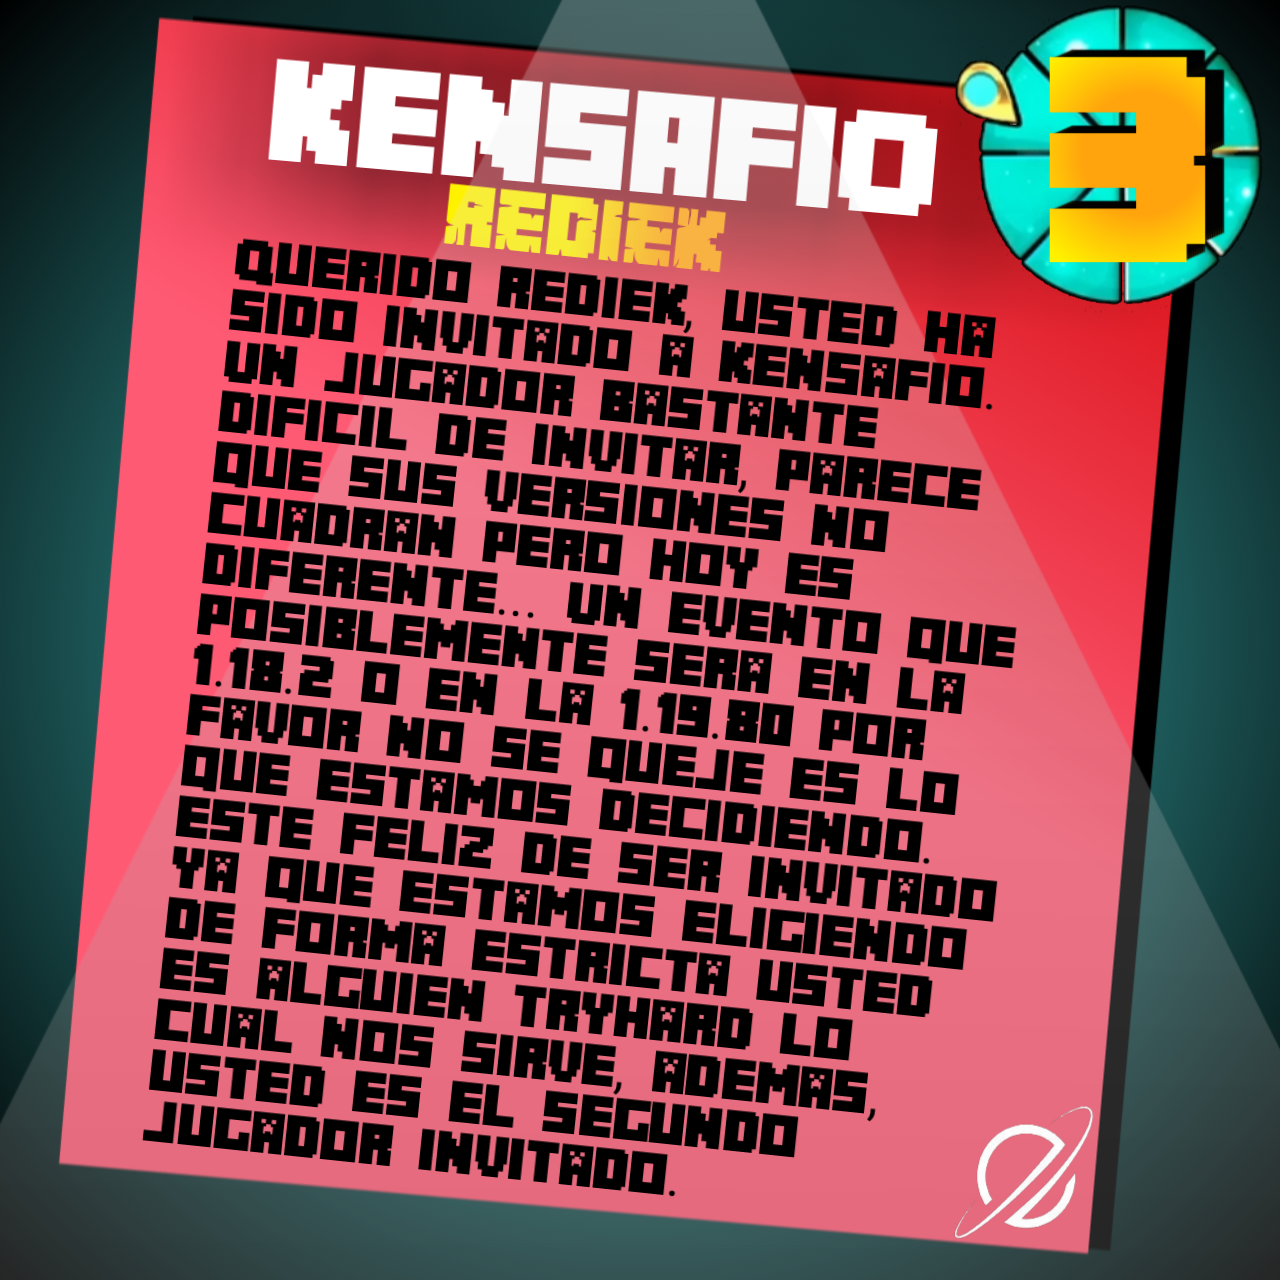 KENSAFIO
3
REDIEK
QUERIDO REDIEK, USTED HA
SIDO INVITADO A KENSAFIO.
UN JUGADOR BASTANTE
DIFICIL DE INVITAR, PARECE
QUE SUS VERSIONES NO
CUADRAN PERO HOY ES
DIFERENTE... UN EVENTO QUE
POSIBLEMENTE SERA EN LA
1.18.2 O EN LA 1.19.80 POR
FAVOR NO SE QUEJE ES LO
QUE ESTAMOS DECIDIENDO.
ESTE FELIZ DE SER INVITADO
YA QUE ESTAMOS ELIGIENDO
DE FORMA ESTRICTA USTED
ES ALGUIEN TRYHARD LO
CUAL NOS SIRVE, ADEMAS,
USTED ES EL SEGUNDO
JUGADOR INVITADO.